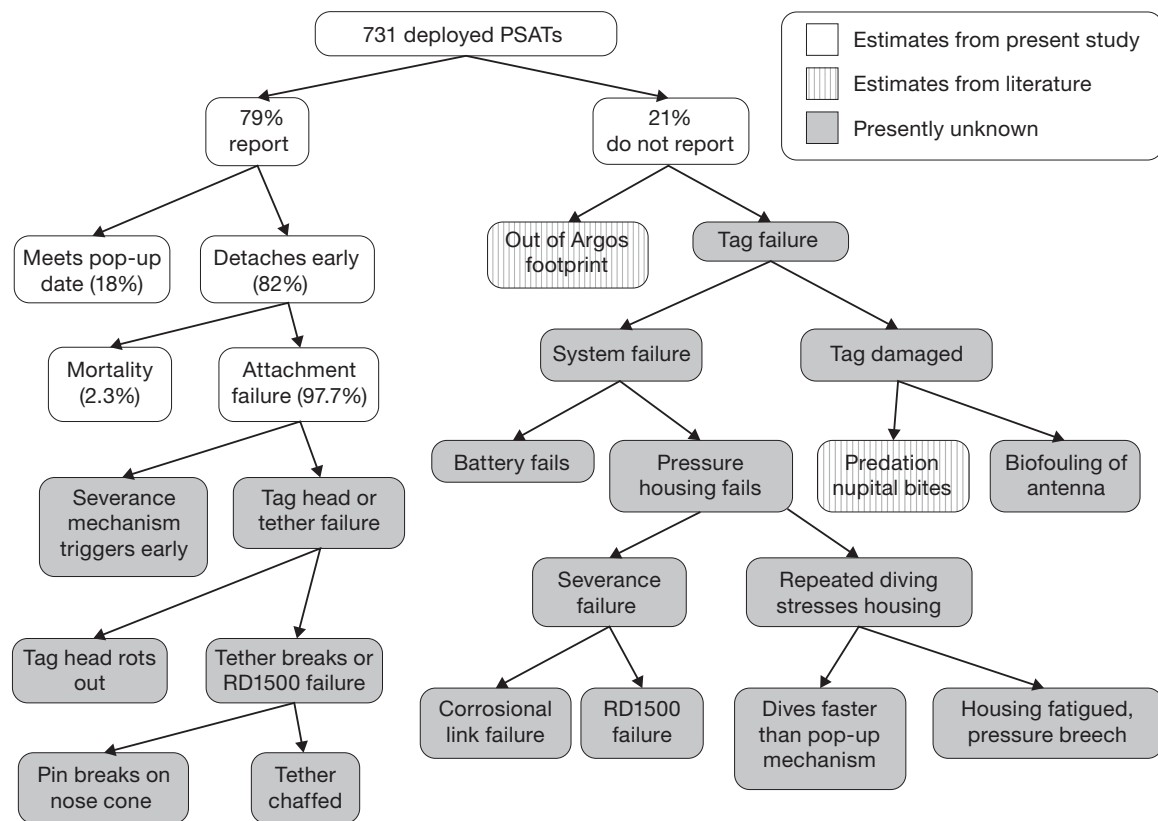 731 deployed PSATs
Estimates from present study
Estimates from literature
Presently unknown
79%
report
21%
do not report
Meets pop-up
date (18%)
Detaches early
(82%)
Out of Argos
footprint
Tag failure
Mortality
(2.3%)
Attachment
failure (97.7%)
System failure
Tag damaged
Severance
mechanism
triggers early
Tag head or
tether failure
Battery fails
Pressure
housing fails
Predation
nupital bites
Biofouling of
antenna
Severance
failure
Repeated diving
stresses housing
Tag head rots
out
Tether breaks or
RD1500 failure
Corrosional
link failure
RD1500
failure
Dives faster
than pop-up
mechanism
Housing fatigued,
pressure breech
Pin breaks on
nose cone
Tether
chaffed